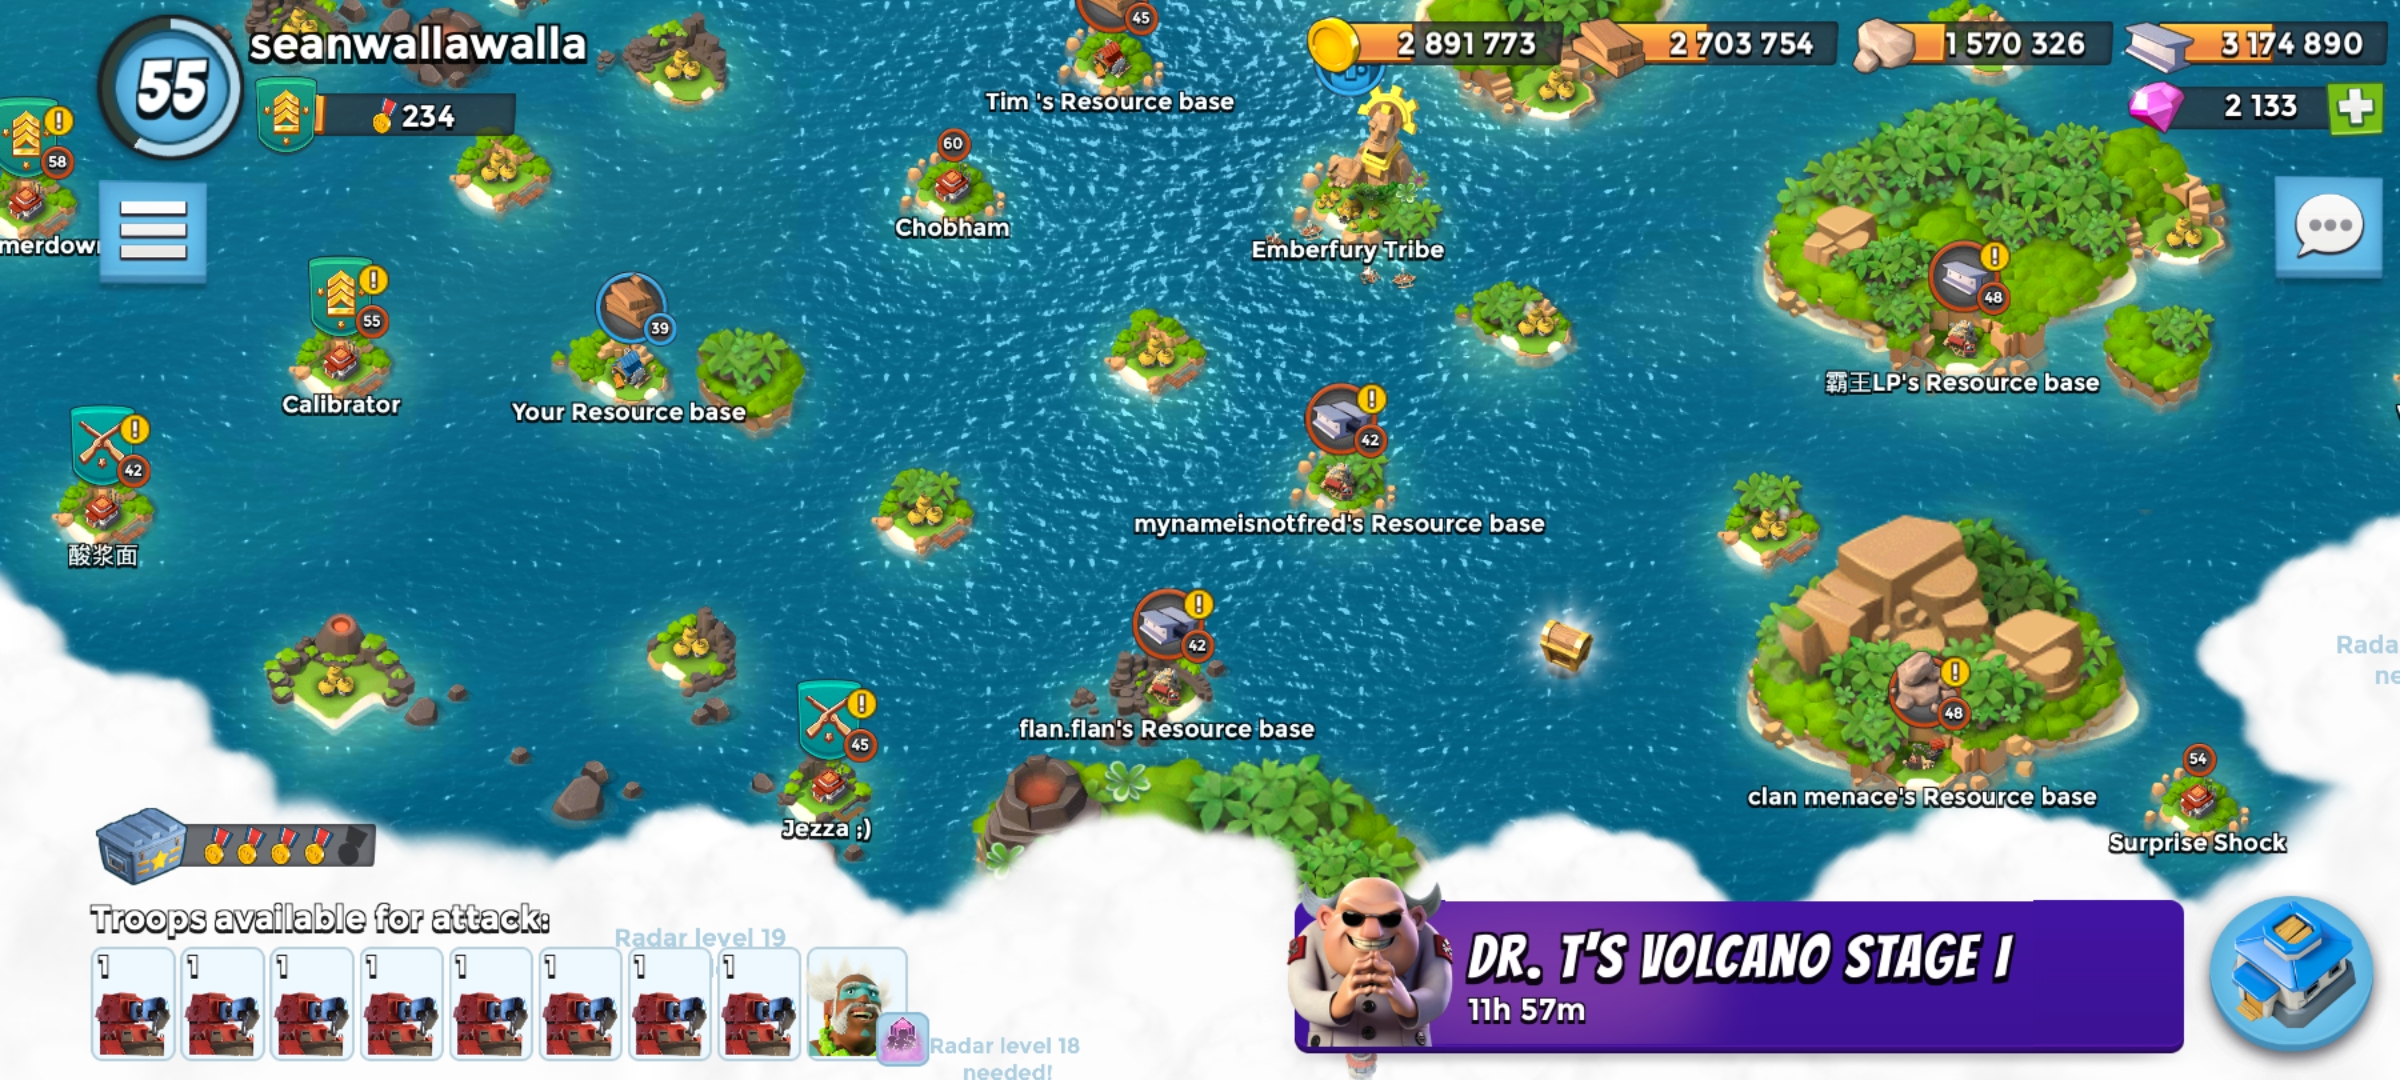 55
seanwallawalla
234
45
Tim 's Resource base
2 891 773
2 703 754
1 570 326
3 174 890
2 133
58
60
Chobham
Emberfury Tribe
55
Calibrator
39
Your Resource base
48
霸王LP's Resource base
42
酸浆面
42
mynameisnotfred's Resource base
42
flan.flan's Resource base
45
Jezza ;)
48
clan menace's Resource base
54
Surprise Shock
Troops available for attack:
Radar level 19
1
1
1
1
1
1
1
1
Radar level 18
needed!
DR. T'S VOLCANO STAGE I
11h 57m